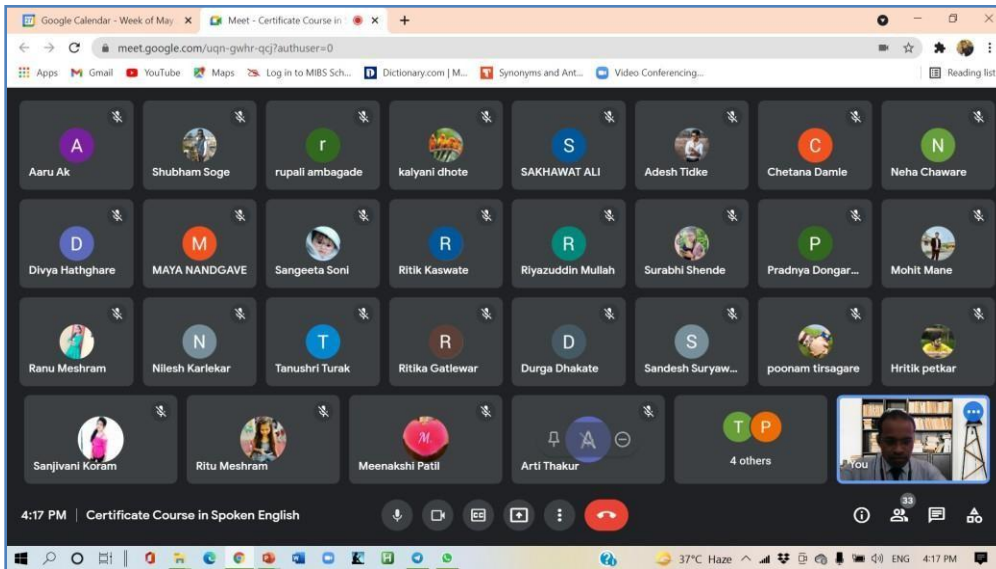 Google Calendar - Week of May
Meet - Certificate Course in S
meet.google.com/uqn-gwhr-qcj?authuser=0
Apps Gmail YouTube Maps Log in to MIBS Sch... Dictionary.com | M... Synonyms and Ant... Video Conferencing... Reading list
A r S C N
Aaru Ak Shubham Soge rupali ambagade kalyani dhote SAKHAWAT ALI Adesh Tidke Chetana Damle Neha Chaware
D M R R P
Divya Hathghare MAYA NANDGAVE Sangeeta Soni Ritik Kaswate Riyazuddin Mullah Surabhi Shende Pradnya Dongar... Mohit Mane
N T R D S
Ranu Meshram Nilesh Karlekar Tanushri Turak Ritika Gatlewar Durga Dhakate Sandesh Suryaw... poonam tirsagare Hritik petkar
M. A T P
Sanjivani Koram Ritu Meshram Meenakshi Patil Arti Thakur 4 others You
4:17 PM | Certificate Course in Spoken English CC 33
37°C Haze ENG 4:17 PM